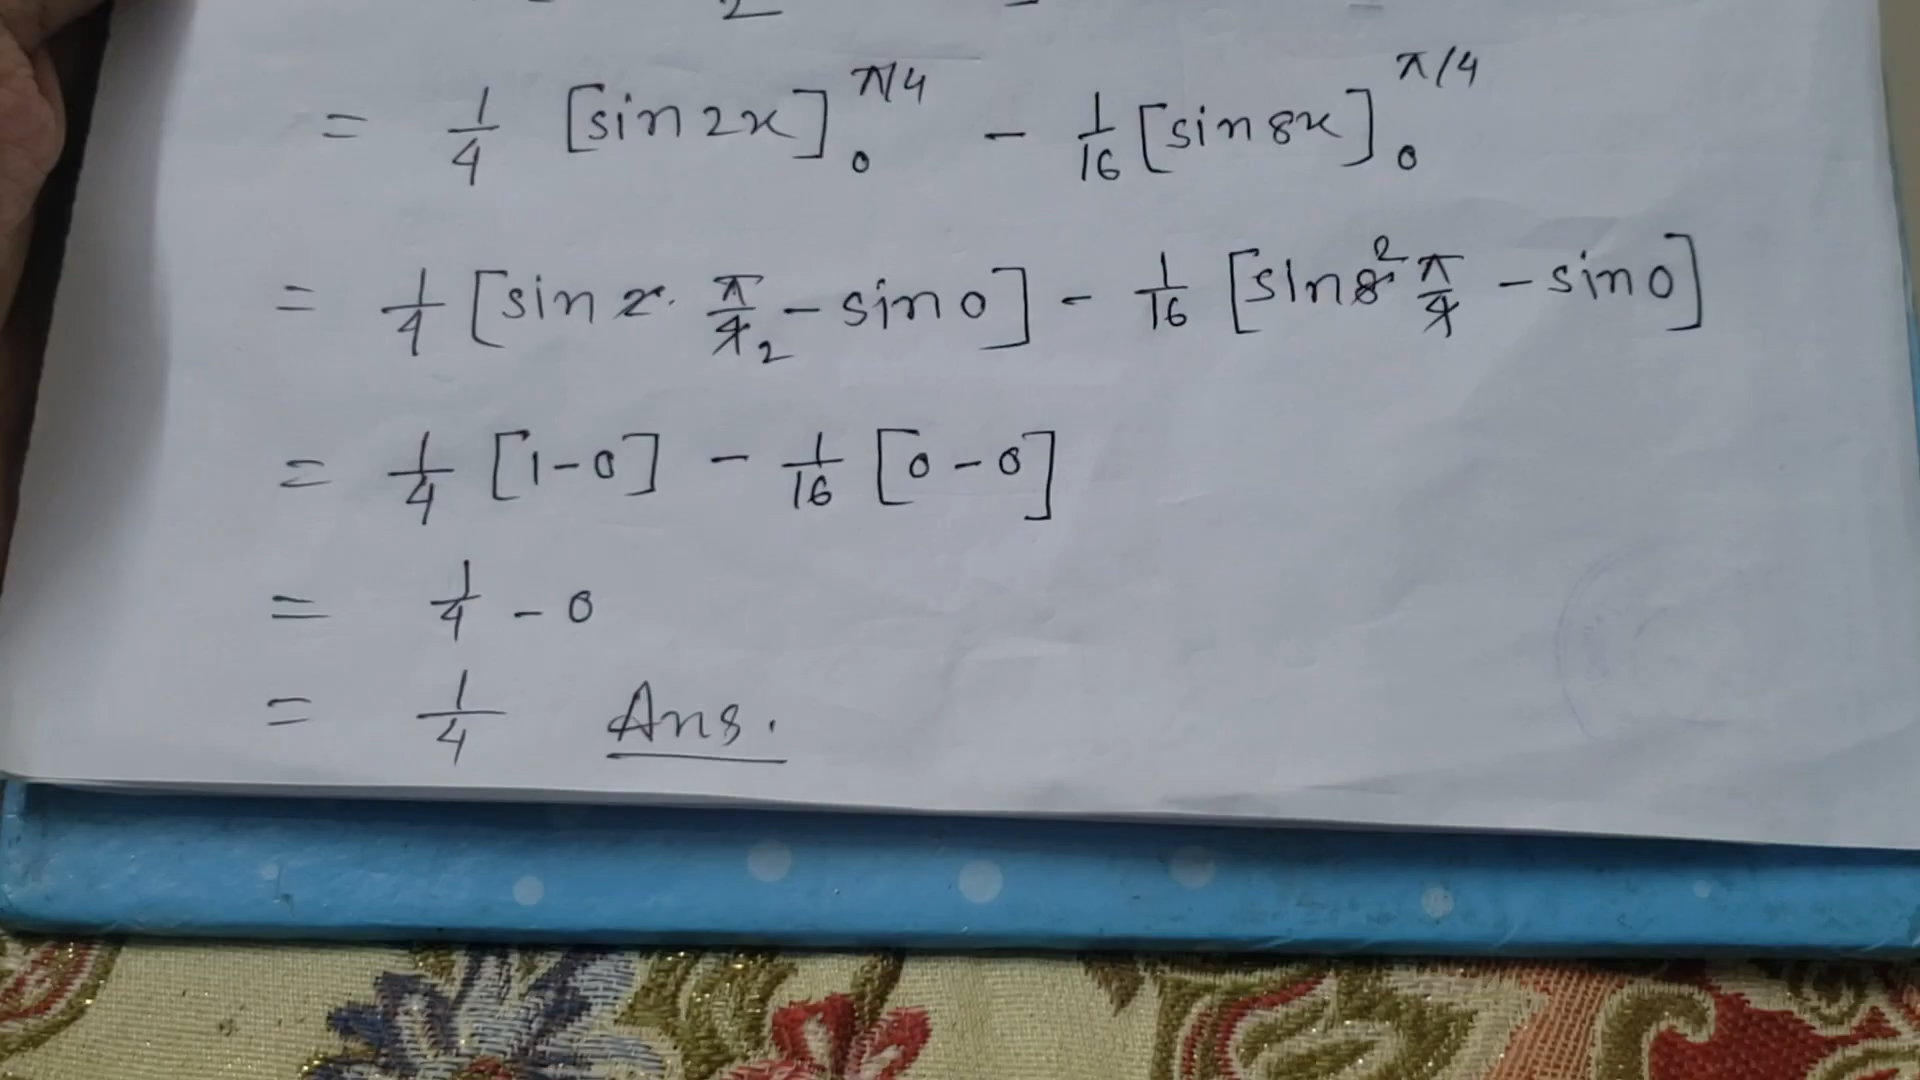 = 1/4 [sin 2x]₀^π/4 - 1/16 [sin 8x]₀^π/4
= 1/4 [sin 2. π/4 2 - sin 0] - 1/16 [sin 8 2 π/4 - sin 0]
= 1/4 [1-0] - 1/16 [0-0]
= 1/4 - 0
= 1/4 Ans.